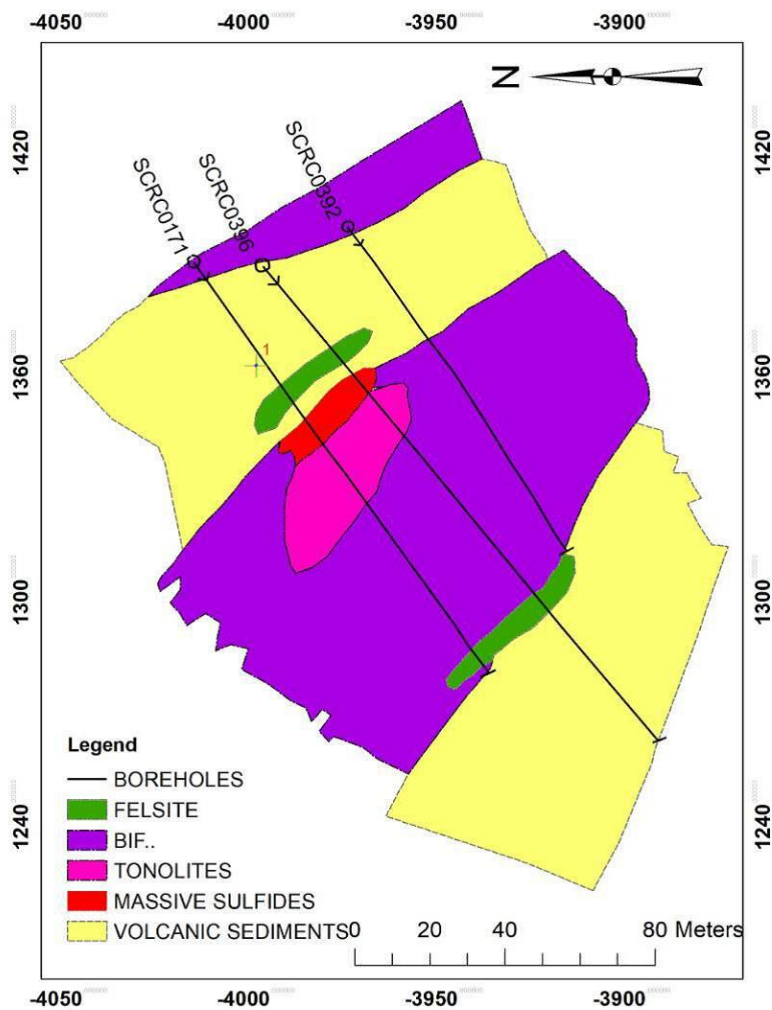 -4050 -4000 -3950 -3900
N
1420 1420
SCRC0171
SCRC0396
SCRC0392
1
1360 1360
1300 1300
1240 1240
Legend
BOREHOLES
FELSITE
BIF..
TONOLITES
MASSIVE SULFIDES
VOLCANIC SEDIMENTS
0 20 40 80 Meters
-4050 -4000 -3950 -3900